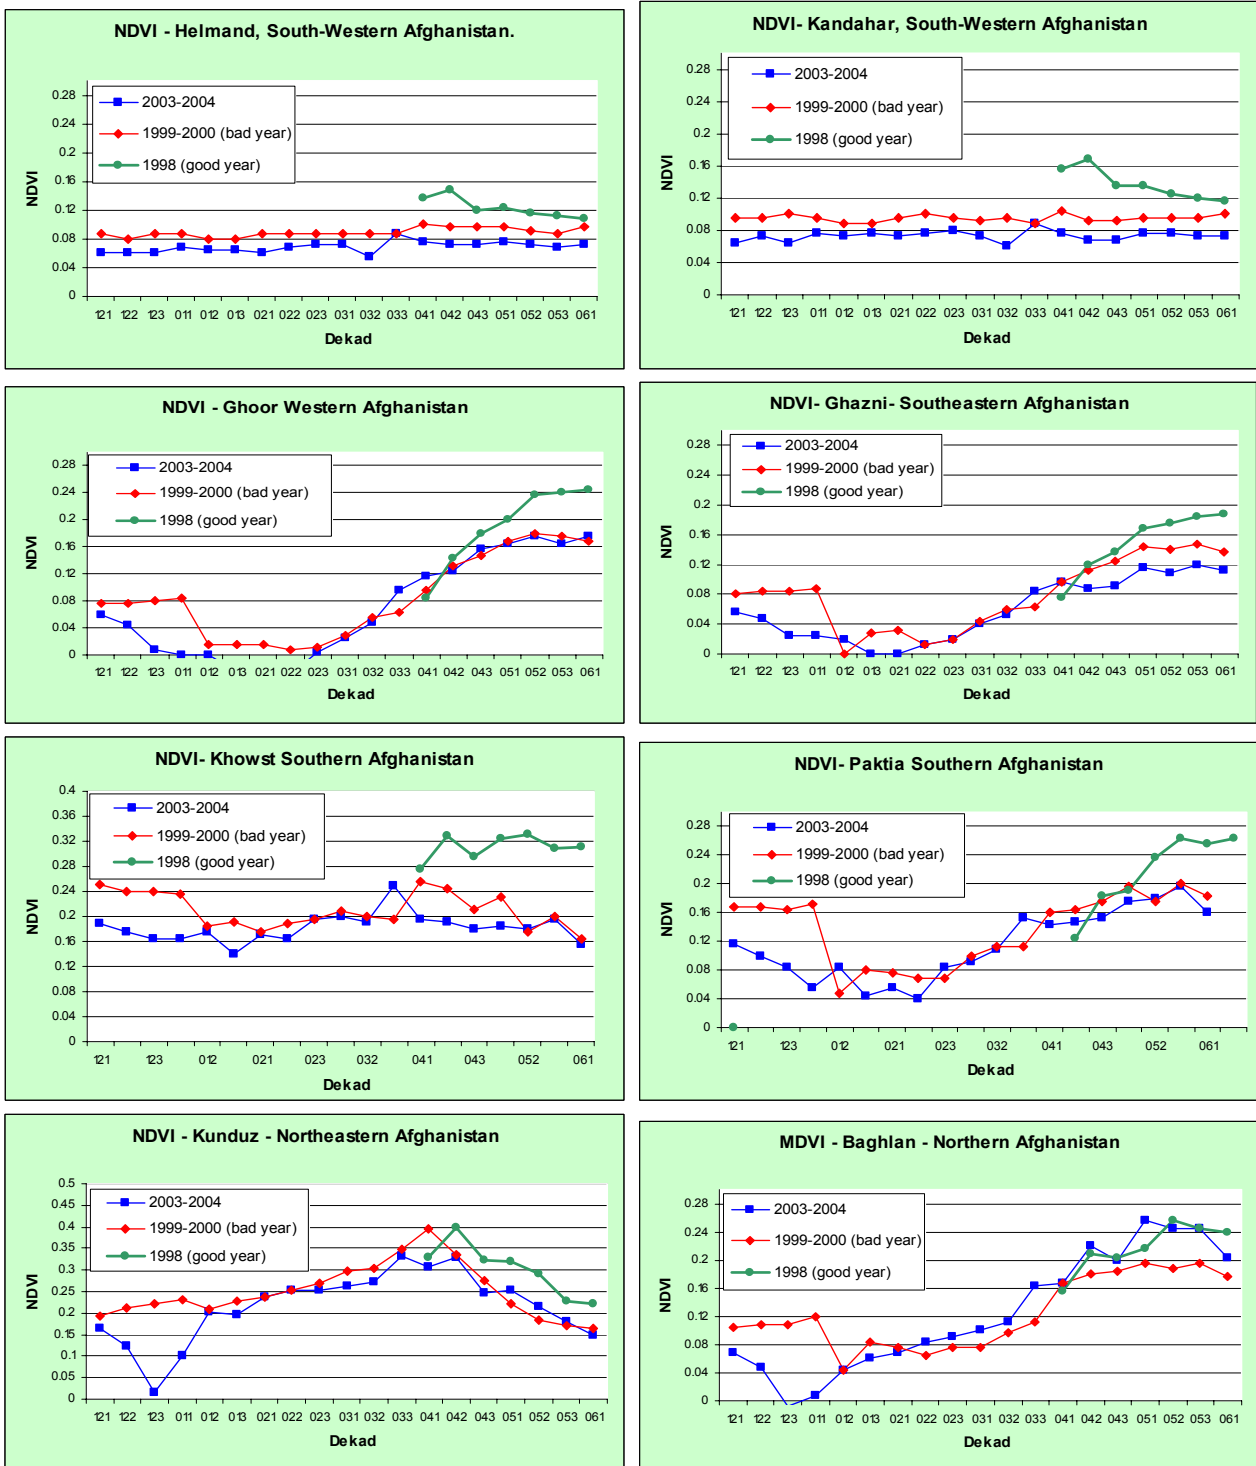 NDVI - Helmand, South-Western Afghanistan.
0.28
0.24
0.2
0.16
0.12
0.08
0.04
0
NDVI
2003-2004
1999-2000 (bad year)
1998 (good year)
121 122 123 011 012 013 021 022 023 031 032 033 041 042 043 051 052 053 061
Dekad
NDVI- Kandahar, South-Western Afghanistan
0.28
0.24
0.2
0.16
0.12
0.08
0.04
0
NDVI
2003-2004
1999-2000 (bad year)
1998 (good year)
121 122 123 011 012 013 021 022 023 031 032 033 041 042 043 051 052 053 061
Dekad
NDVI - Ghoor Western Afghanistan
0.28
0.24
0.2
0.16
0.12
0.08
0.04
0
NDVI
2003-2004
1999-2000 (bad year)
1998 (good year)
121 122 123 011 012 013 021 022 023 031 032 033 041 042 043 051 052 053 061
Dekad
NDVI- Ghazni- Southeastern Afghanistan
0.28
0.24
0.2
0.16
0.12
0.08
0.04
0
NDVI
2003-2004
1999-2000 (bad year)
1998 (good year)
121 122 123 011 012 013 021 022 023 031 032 033 041 042 043 051 052 053 061
Dekad
NDVI- Khowst Southern Afghanistan
0.4
0.36
0.32
0.28
0.24
0.2
0.16
0.12
0.08
0.04
0
NDVI
2003-2004
1999-2000 (bad year)
1998 (good year)
121 123 012 021 023 032 041 043 052 061
Dekad
NDVI- Paktia Southern Afghanistan
0.28
0.24
0.2
0.16
0.12
0.08
0.04
0
NDVI
2003-2004
1999-2000 (bad year)
1998 (good year)
121 123 012 021 023 032 041 043 052 061
Dekad
NDVI - Kunduz - Northeastern Afghanistan
0.5
0.45
0.4
0.35
0.3
0.25
0.2
0.15
0.1
0.05
0
NDVI
2003-2004
1999-2000 (bad year)
1998 (good year)
121 122 123 011 012 013 021 022 023 031 032 033 041 042 043 051 052 053 061
Dekad
MDVI - Baghlan - Northern Afghanistan
0.28
0.24
0.2
0.16
0.12
0.08
0.04
0
NDVI
2003-2004
1999-2000 (bad year)
1998 (good year)
121 122 123 011 012 013 021 022 023 031 032 033 041 042 043 051 052 053 061
Dekad